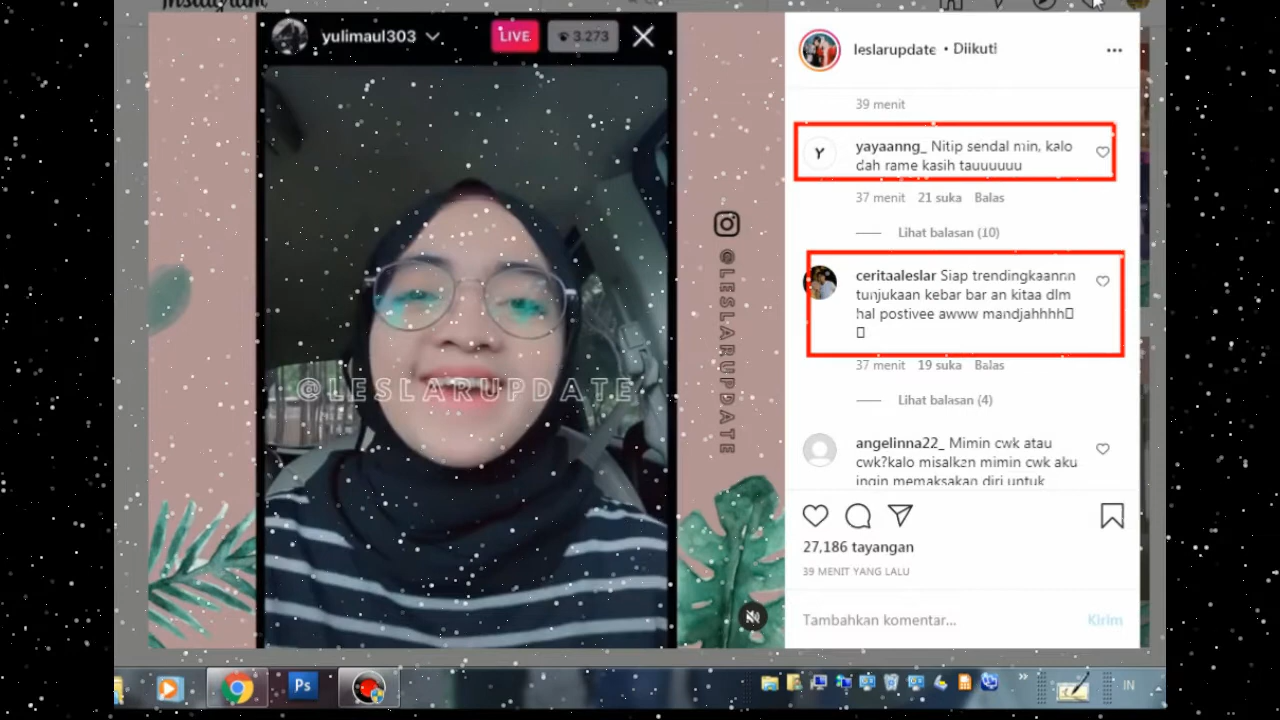 Instagram
yulimaul303
LIVE
3.273
@LESLARUPDATE
@LESLARUPDATE
leslarupdate • Diikuti
39 menit
Y
yayaanng_ Nitip sendal min, kalo
dah rame kasih tauuuuuu
37 menit 21 suka Balas
Lihat balasan (10)
ceritaaleslar Siap trendingkaannn
tunjukaan kebar bar an kitaa dlm
hal postivee awww mandjahhhh
37 menit 19 suka Balas
Lihat balasan (4)
angelinna22_ Mimin cwk atau
cwk?kalo misalkan mimin cwk aku
ingin memaksakan diri untuk
27,186 tayangan
39 MENIT YANG LALU
Tambahkan komentar...
Kirim
Ps
IN